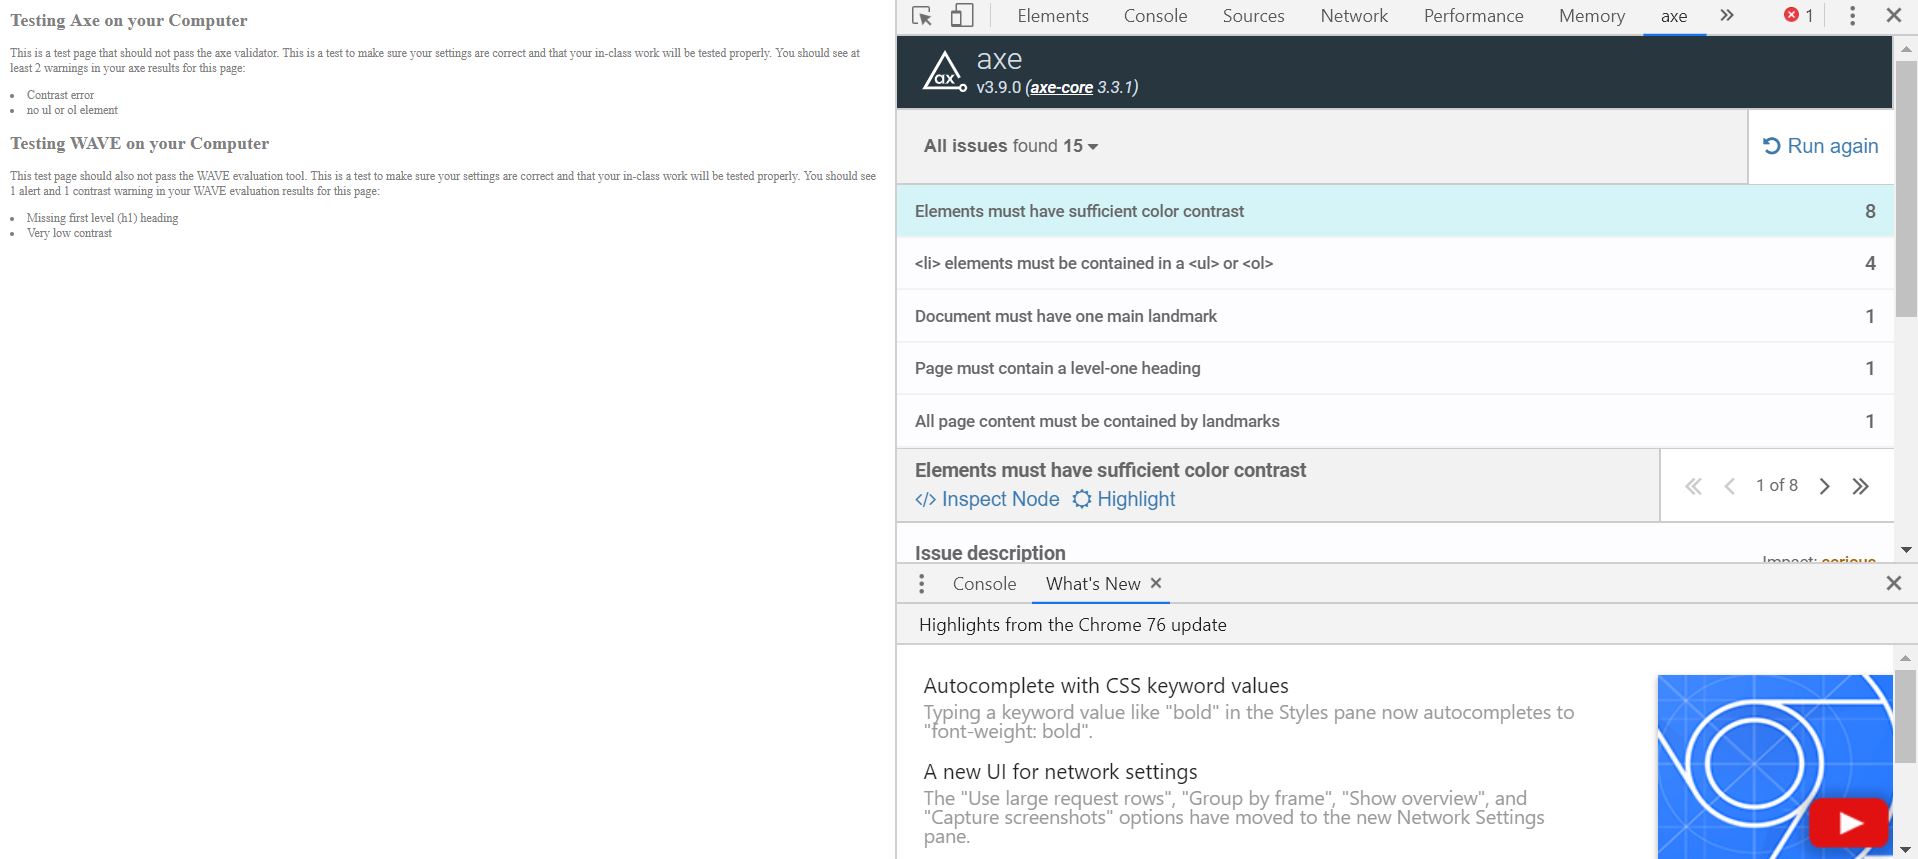 Testing Axe on your Computer
This is a test page that should not pass the axe validator. This is a test to make sure your settings are correct and that your in-class work will be tested properly. You should see at
least 2 warnings in your axe results for this page:
Contrast error
no ul or ol element
Testing WAVE on your Computer
This test page should also not pass the WAVE evaluation tool. This is a test to make sure your settings are correct and that your in-class work will be tested properly. You should see
1 alert and 1 contrast warning in your WAVE evaluation results for this page:
Missing first level (h1) heading
Very low contrast
Elements Console Sources Network Performance Memory axe 1
ax
axe
v3.9.0 (axe-core 3.3.1)
All issues found 15
Run again
Elements must have sufficient color contrast 8
<li> elements must be contained in a <ul> or <ol> 4
Document must have one main landmark 1
Page must contain a level-one heading 1
All page content must be contained by landmarks 1
Elements must have sufficient color contrast
</> Inspect Node Highlight
1 of 8
Issue description
Impact: serious
Console What's New
Highlights from the Chrome 76 update
Autocomplete with CSS keyword values
Typing a keyword value like "bold" in the Styles pane now autocompletes to
"font-weight: bold".
A new UI for network settings
The "Use large request rows", "Group by frame", "Show overview", and
"Capture screenshots" options have moved to the new Network Settings
pane.